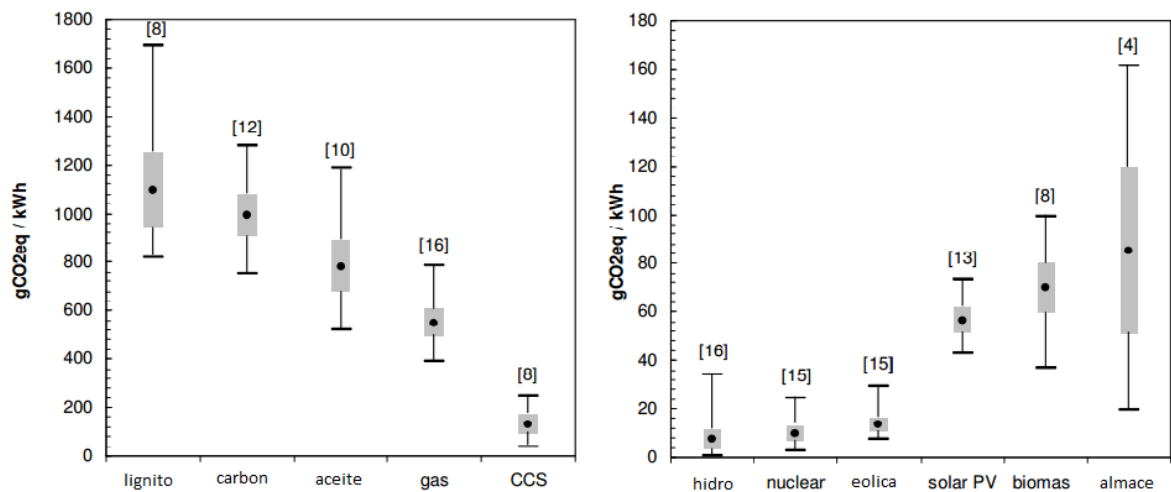 1800
1600
1400
1200
1000
800
600
400
200
0
gCO2eq / kWh
[8]
[12]
[10]
[16]
[8]
lignito
carbon
aceite
gas
CCS
180
160
140
120
100
80
60
40
20
0
gCO2eq / kWh
[16]
[15]
[15]
[13]
[8]
[4]
hidro
nuclear
eolica
solar PV
biomas
almace